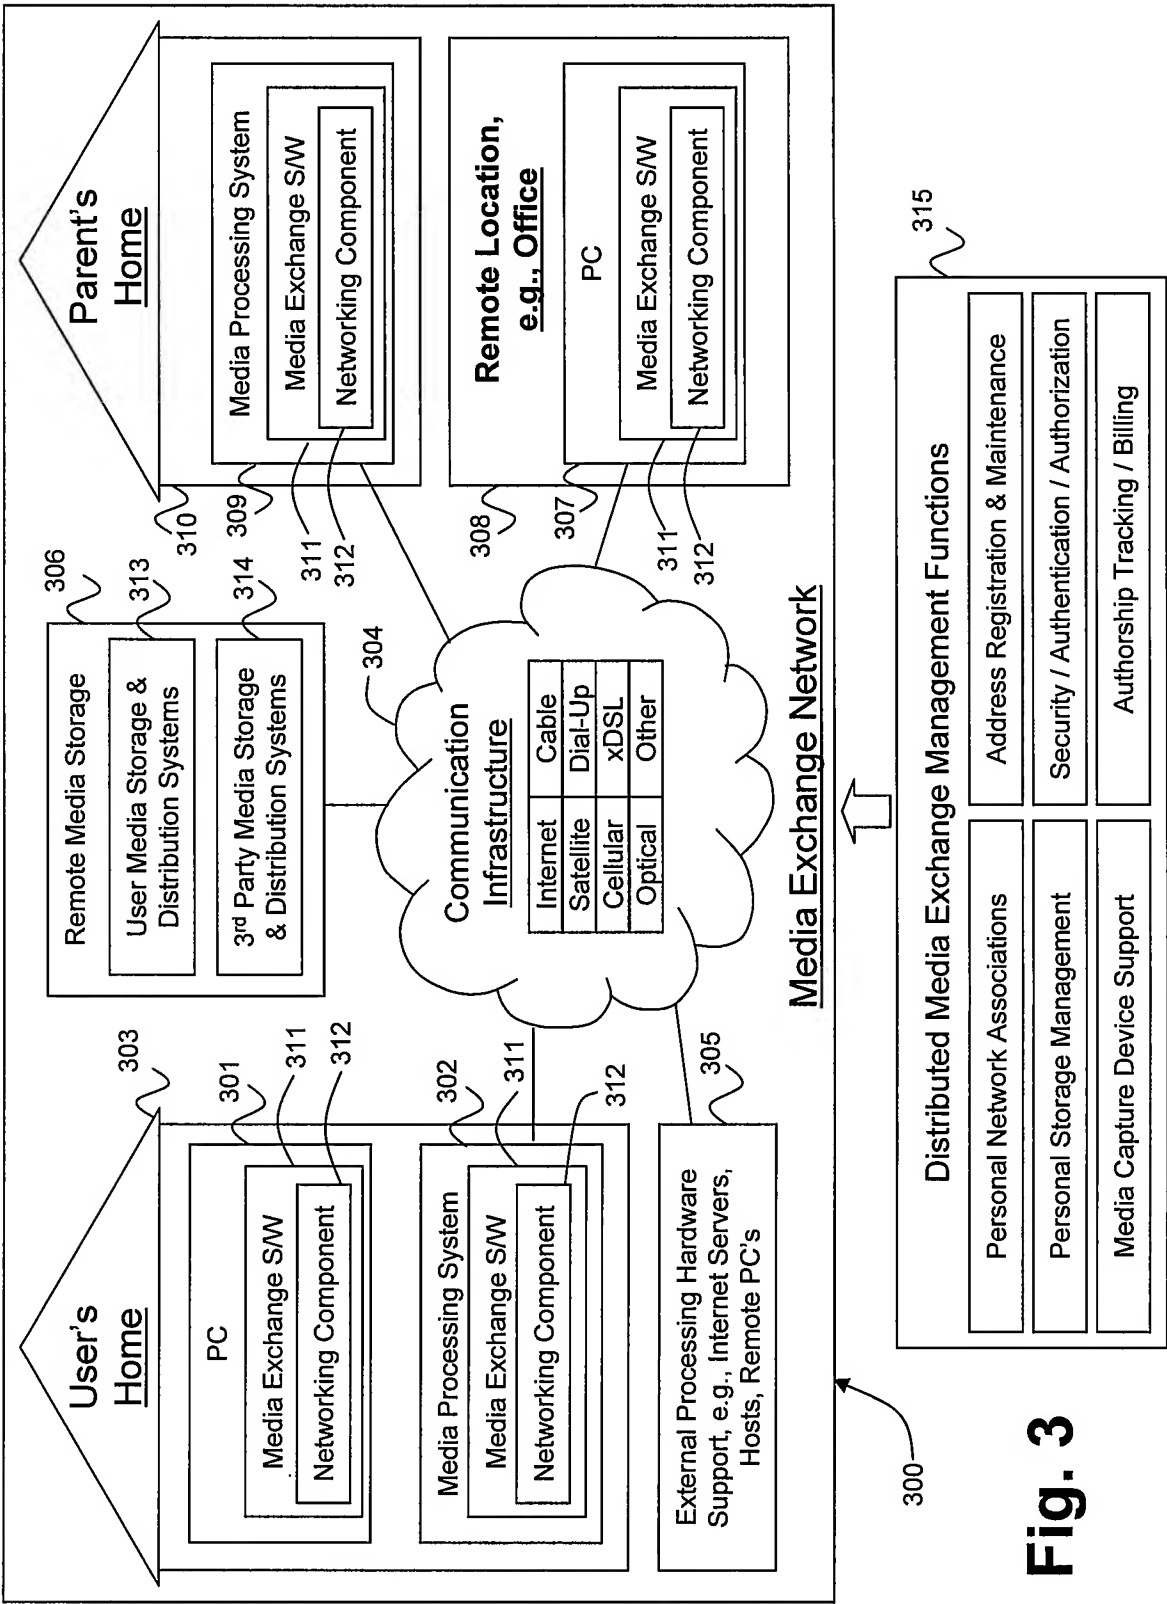 User's
Home
303
PC
301
Media Exchange S/W
311
Networking Component
312
Media Processing System
302
Media Exchange S/W
311
Networking Component
312
External Processing Hardware
Support, e.g., Internet Servers,
Hosts, Remote PC's
305
Remote Media Storage
306
User Media Storage &
Distribution Systems
313
3rd Party Media Storage
& Distribution Systems
314
304
Communication
Infrastructure
Internet Cable
Satellite Dial-Up
Cellular xDSL
Optical Other
Parent's
Home
310
Media Processing System
309
Media Exchange S/W
311
Networking Component
312
Remote Location,
e.g., Office
308
PC
307
Media Exchange S/W
311
Networking Component
312
Media Exchange Network
300
Distributed Media Exchange Management Functions
315
Personal Network Associations
Address Registration & Maintenance
Personal Storage Management
Security / Authentication / Authorization
Media Capture Device Support
Authorship Tracking / Billing
Fig. 3